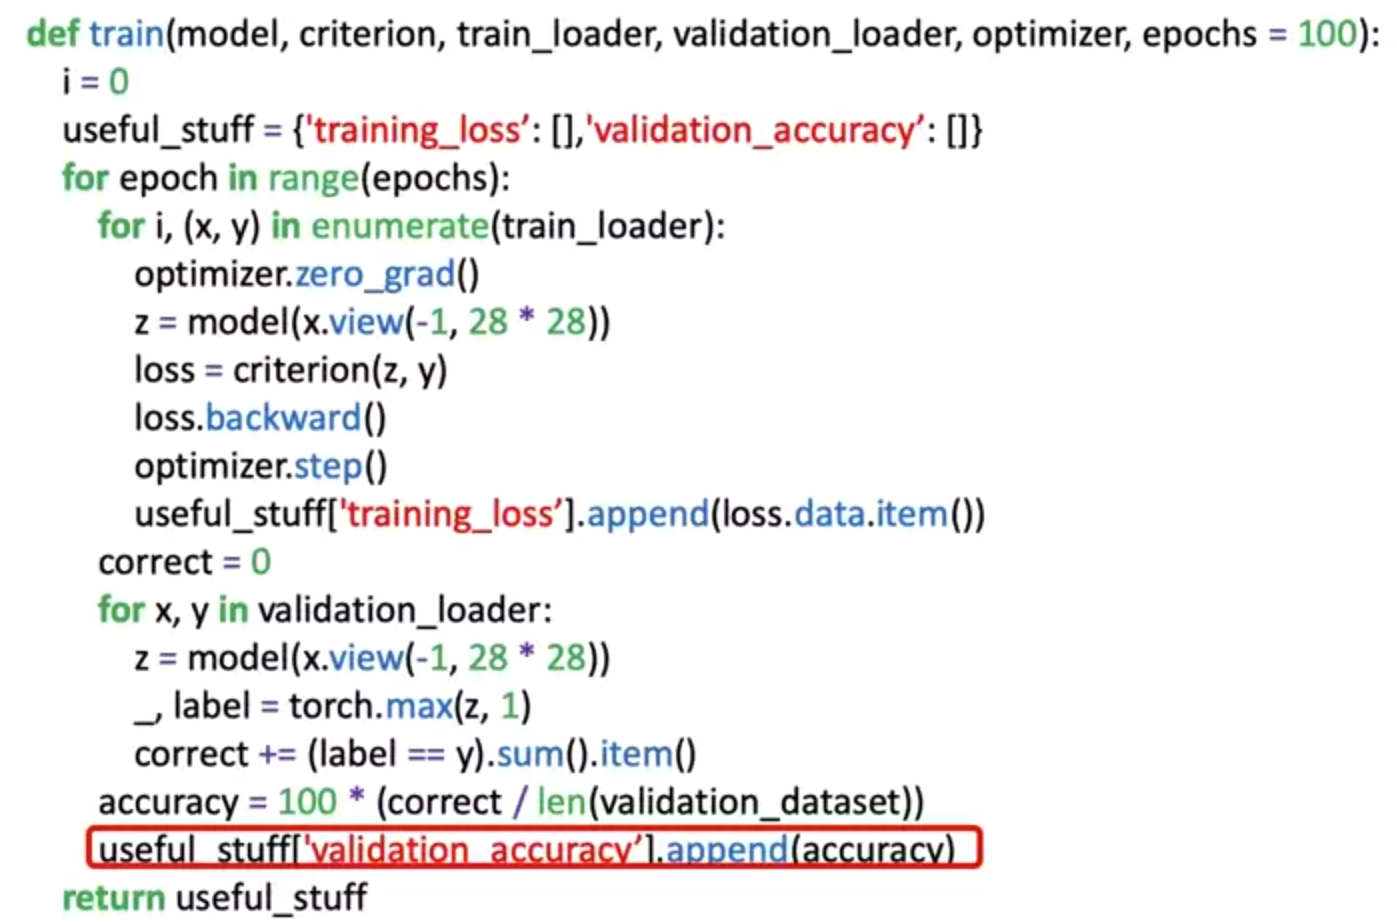 def train(model, criterion, train_loader, validation_loader, optimizer, epochs = 100):
i = 0
useful_stuff = {'training_loss’: [],'validation_accuracy’: []}
for epoch in range(epochs):
for i, (x, y) in enumerate(train_loader):
optimizer.zero_grad()
z = model(x.view(-1, 28 * 28))
loss = criterion(z, y)
loss.backward()
optimizer.step()
useful_stuff['training_loss’].append(loss.data.item())
correct = 0
for x, y in validation_loader:
z = model(x.view(-1, 28 * 28))
_, label = torch.max(z, 1)
correct += (label == y).sum().item()
accuracy = 100 * (correct / len(validation_dataset))
useful_stuff['validation_accuracy’].append(accuracy)
return useful_stuff